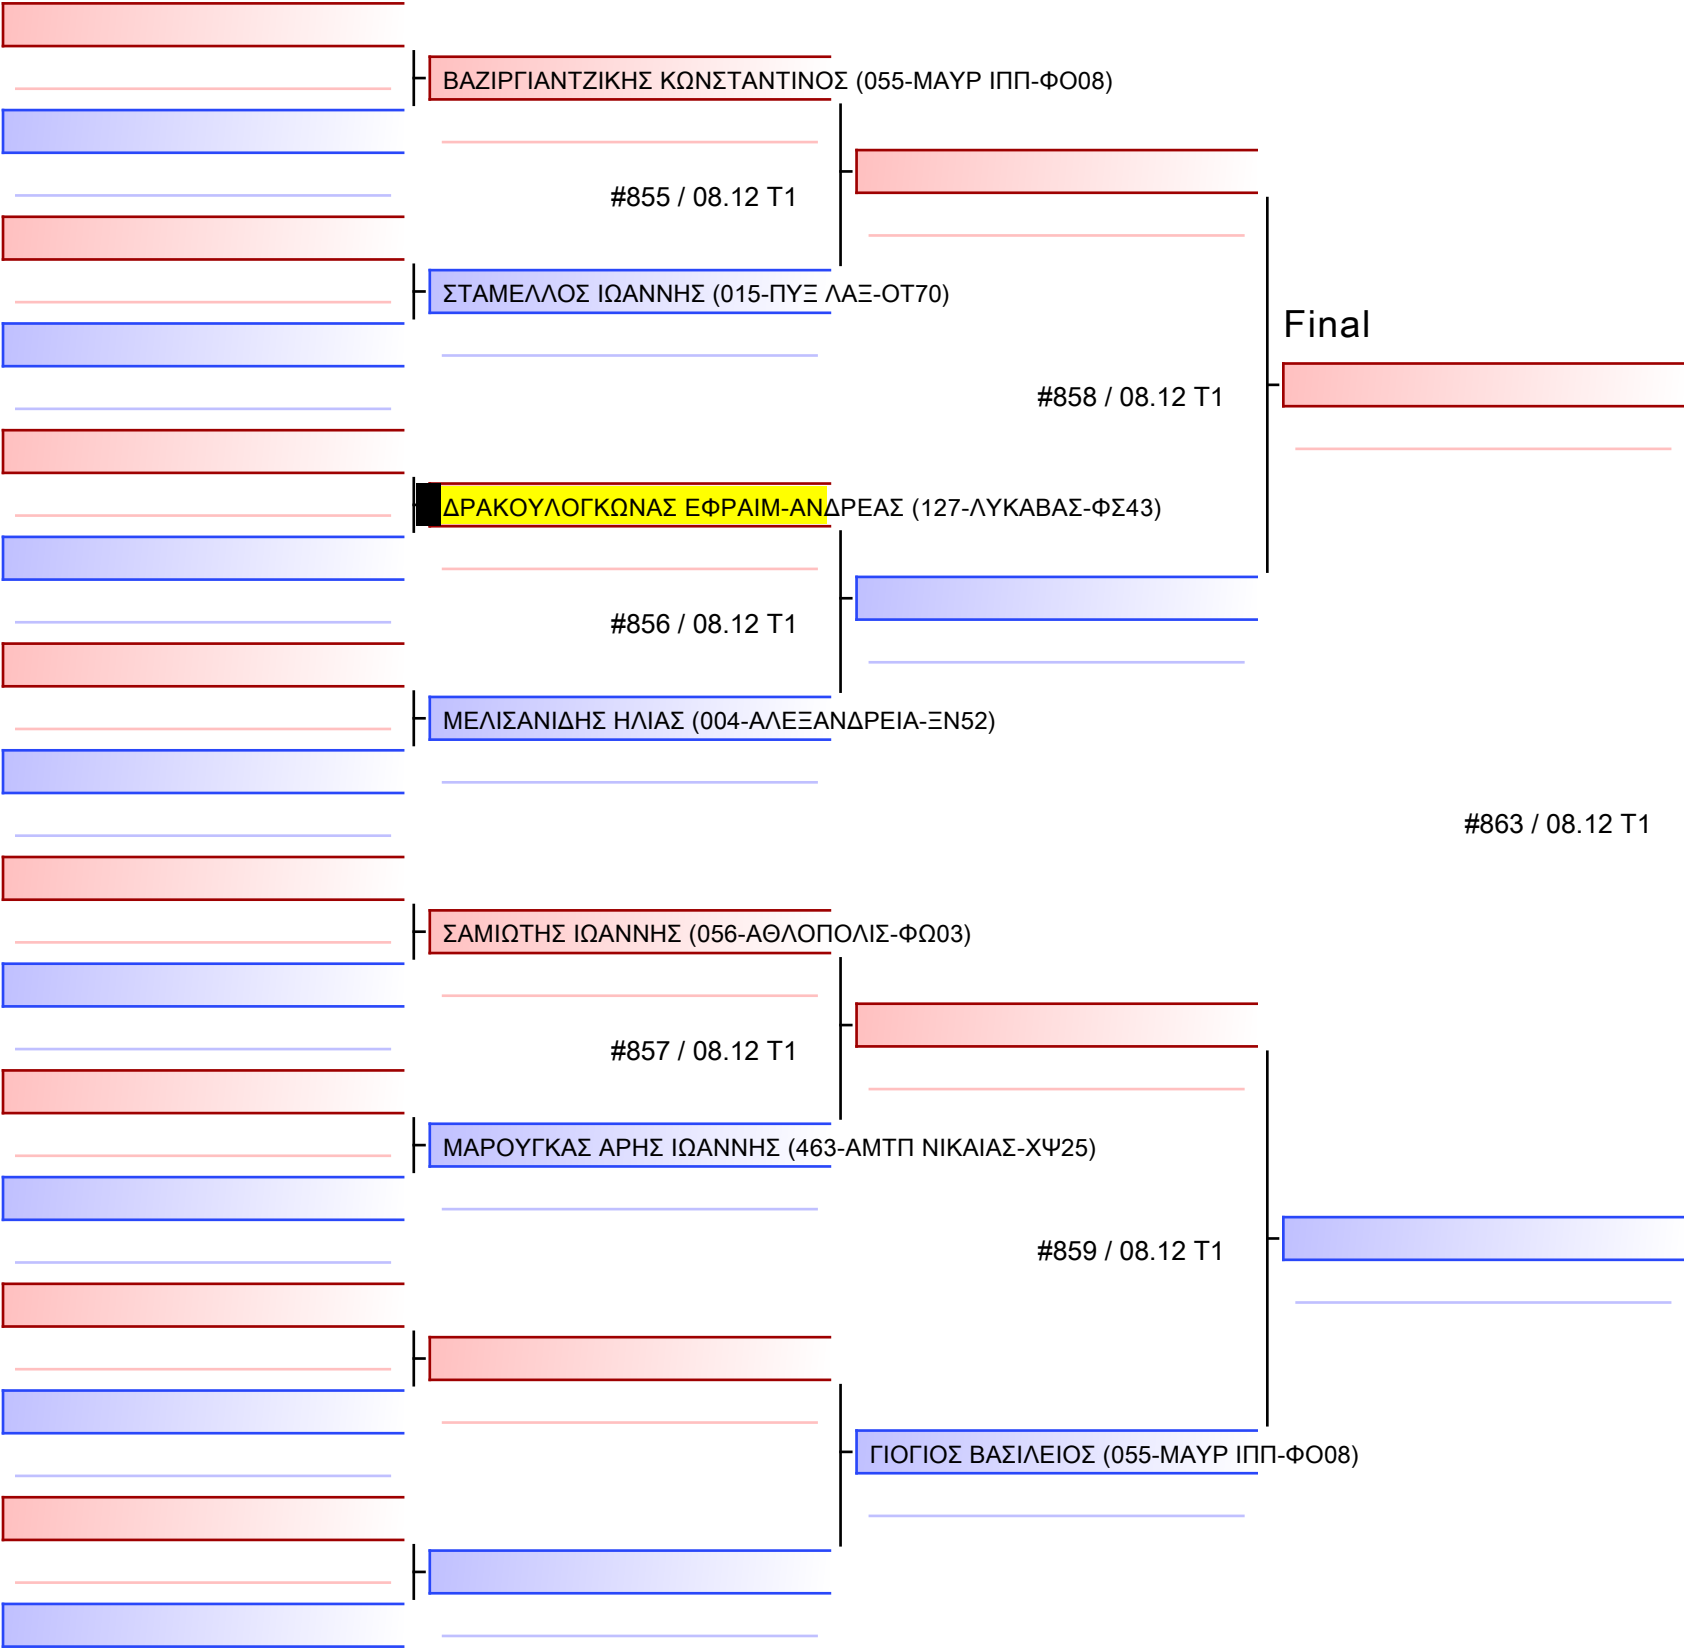 ΒΑΖΙΡΓΙΑΝΤΖΙΚΗΣ ΚΩΝΣΤΑΝΤΙΝΟΣ (055-ΜΑΥΡ ΙΠΠ-ΦΟ08)
#855 / 08.12 T1
ΣΤΑΜΕΛΛΟΣ ΙΩΑΝΝΗΣ (015-ΠΥΞ ΛΑΞ-ΟΤ70)
Final
#858 / 08.12 T1
ΔΡΑΚΟΥΛΟΓΚΩΝΑΣ ΕΦΡΑΙΜ-ΑΝΔΡΕΑΣ (127-ΛΥΚΑΒΑΣ-ΦΣ43)
#856 / 08.12 T1
ΜΕΛΙΣΑΝΙΔΗΣ ΗΛΙΑΣ (004-ΑΛΕΞΑΝΔΡΕΙΑ-ΞΝ52)
#863 / 08.12 T1
ΣΑΜΙΩΤΗΣ ΙΩΑΝΝΗΣ (056-ΑΘΛΟΠΟΛΙΣ-ΦΩ03)
#857 / 08.12 T1
ΜΑΡΟΥΓΚΑΣ ΑΡΗΣ ΙΩΑΝΝΗΣ (463-ΑΜΤΠ ΝΙΚΑΙΑΣ-ΧΨ25)
#859 / 08.12 T1
ΓΙΟΓΙΟΣ ΒΑΣΙΛΕΙΟΣ (055-ΜΑΥΡ ΙΠΠ-ΦΟ08)